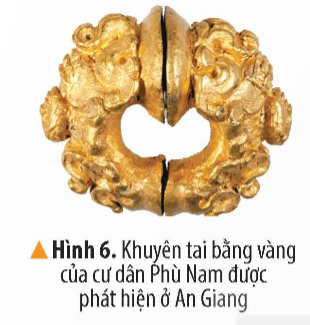 ▲ Hình 6. Khuyên tai bằng vàng
của cư dân Phù Nam được
phát hiện ở An Giang